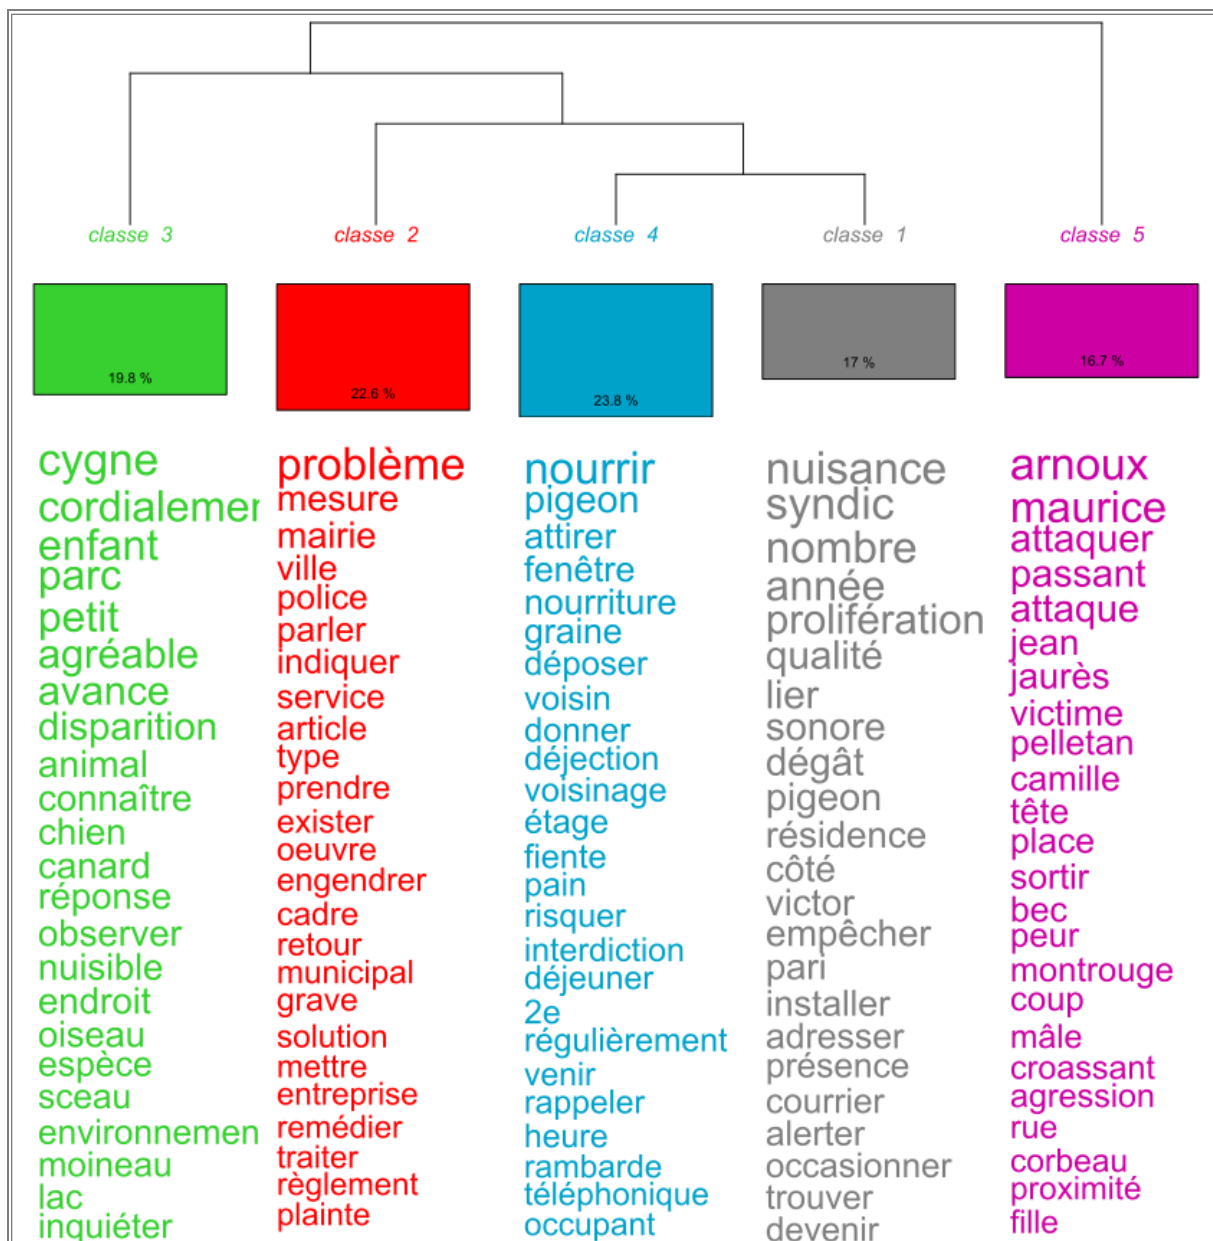 classe 3
classe 2
classe 4
classe 1
classe 5
19.8 %
22.6 %
23.8 %
17 %
16.7 %
cygne
cordialemer
enfant
parc
petit
agréable
avance
disparition
animal
connaître
chien
canard
réponse
observer
nuisible
endroit
oiseau
espèce
sceau
environnemen
moineau
lac
inquiéter
problème
mesure
mairie
ville
police
parler
indiquer
service
article
type
prendre
exister
oeuvre
engendrer
cadre
retour
municipal
grave
solution
mettre
entreprise
remédier
traiter
règlement
plainte
nourrir
pigeon
attirer
fenêtre
nourriture
graine
déposer
voisin
donner
déjection
voisinage
étage
fiente
pain
risquer
interdiction
déjeuner
2e
régulièrement
venir
rappeler
heure
rambarde
téléphonique
occupant
nuisance
syndic
nombre
année
prolifération
qualité
lier
sonore
dégât
pigeon
résidence
côté
victor
empêcher
pari
installer
adresser
présence
courrier
alerter
occasionner
trouver
devenir
arnoux
maurice
attaquer
passant
attaque
jean
jaurès
victime
pelletan
camille
tête
place
sortir
bec
peur
montrouge
coup
mâle
croassant
agression
rue
corbeau
proximité
fille